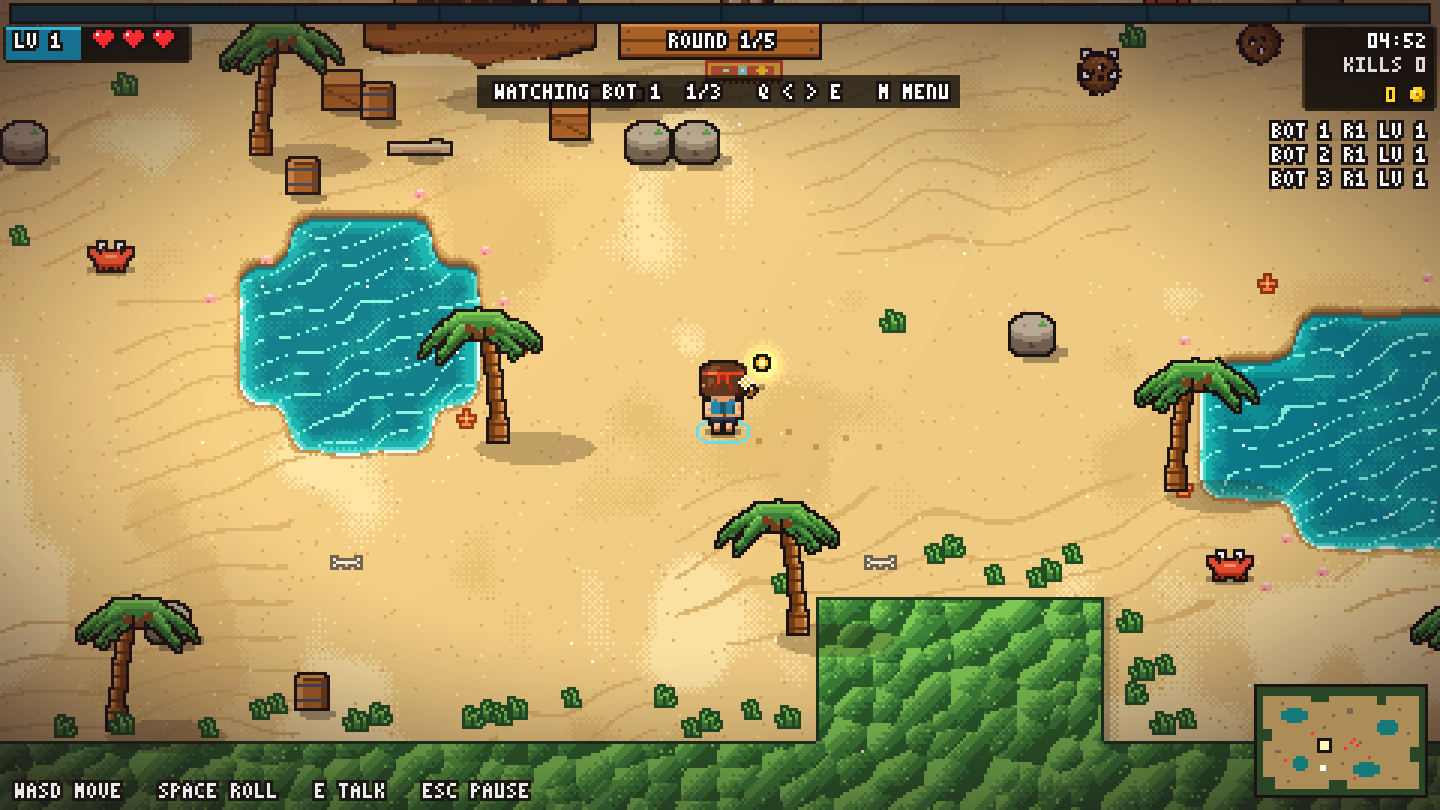 LV 1
ROUND 1/5
04:52
KILLS 0
0
WATCHING BOT 1 1/3 Q < > E M MENU
BOT 1 R1 LV 1
BOT 2 R1 LV 1
BOT 3 R1 LV 1
WASD MOVE SPACE ROLL E TALK ESC PAUSE